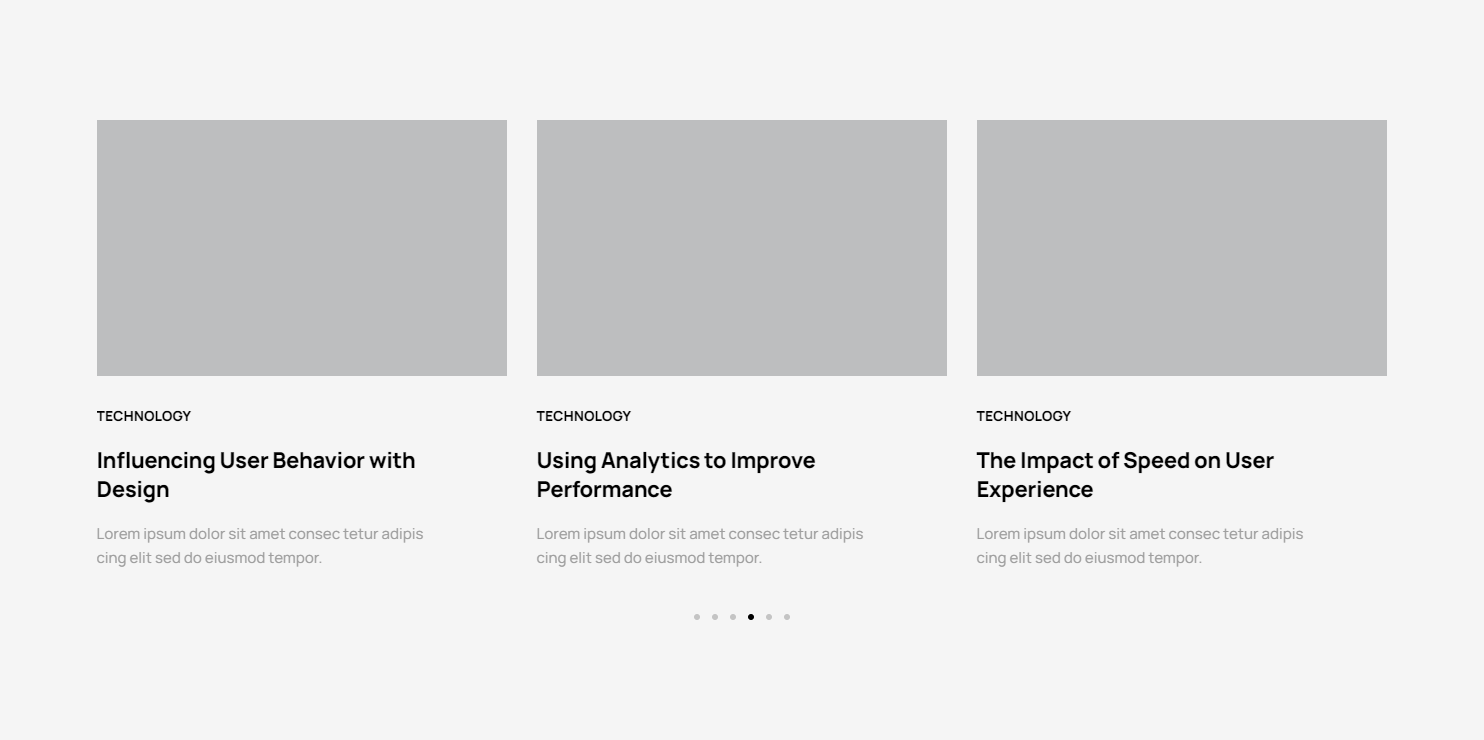 TECHNOLOGY
Influencing User Behavior with
Design
Lorem ipsum dolor sit amet consec tetur adipis
cing elit sed do eiusmod tempor.
TECHNOLOGY
Using Analytics to Improve
Performance
Lorem ipsum dolor sit amet consec tetur adipis
cing elit sed do eiusmod tempor.
TECHNOLOGY
The Impact of Speed on User
Experience
Lorem ipsum dolor sit amet consec tetur adipis
cing elit sed do eiusmod tempor.